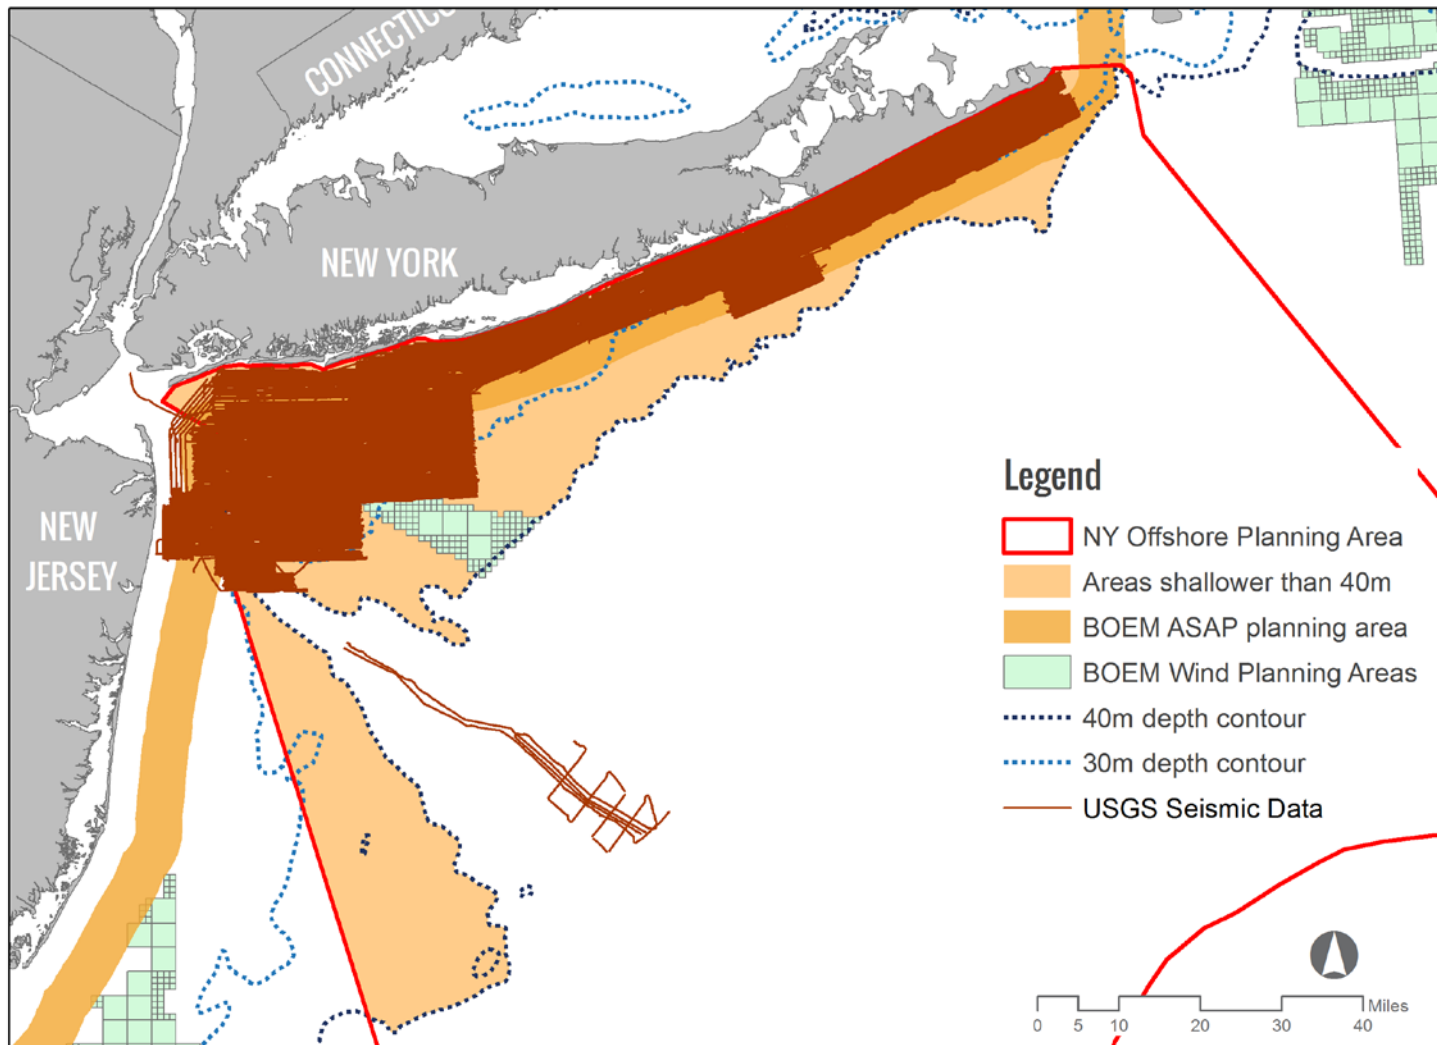 CONNECTICU
NEW YORK
NEW
JERSEY
Legend
NY Offshore Planning Area
Areas shallower than 40m
BOEM ASAP planning area
BOEM Wind Planning Areas
40m depth contour
30m depth contour
USGS Seismic Data
Miles
0 5 10 20 30 40